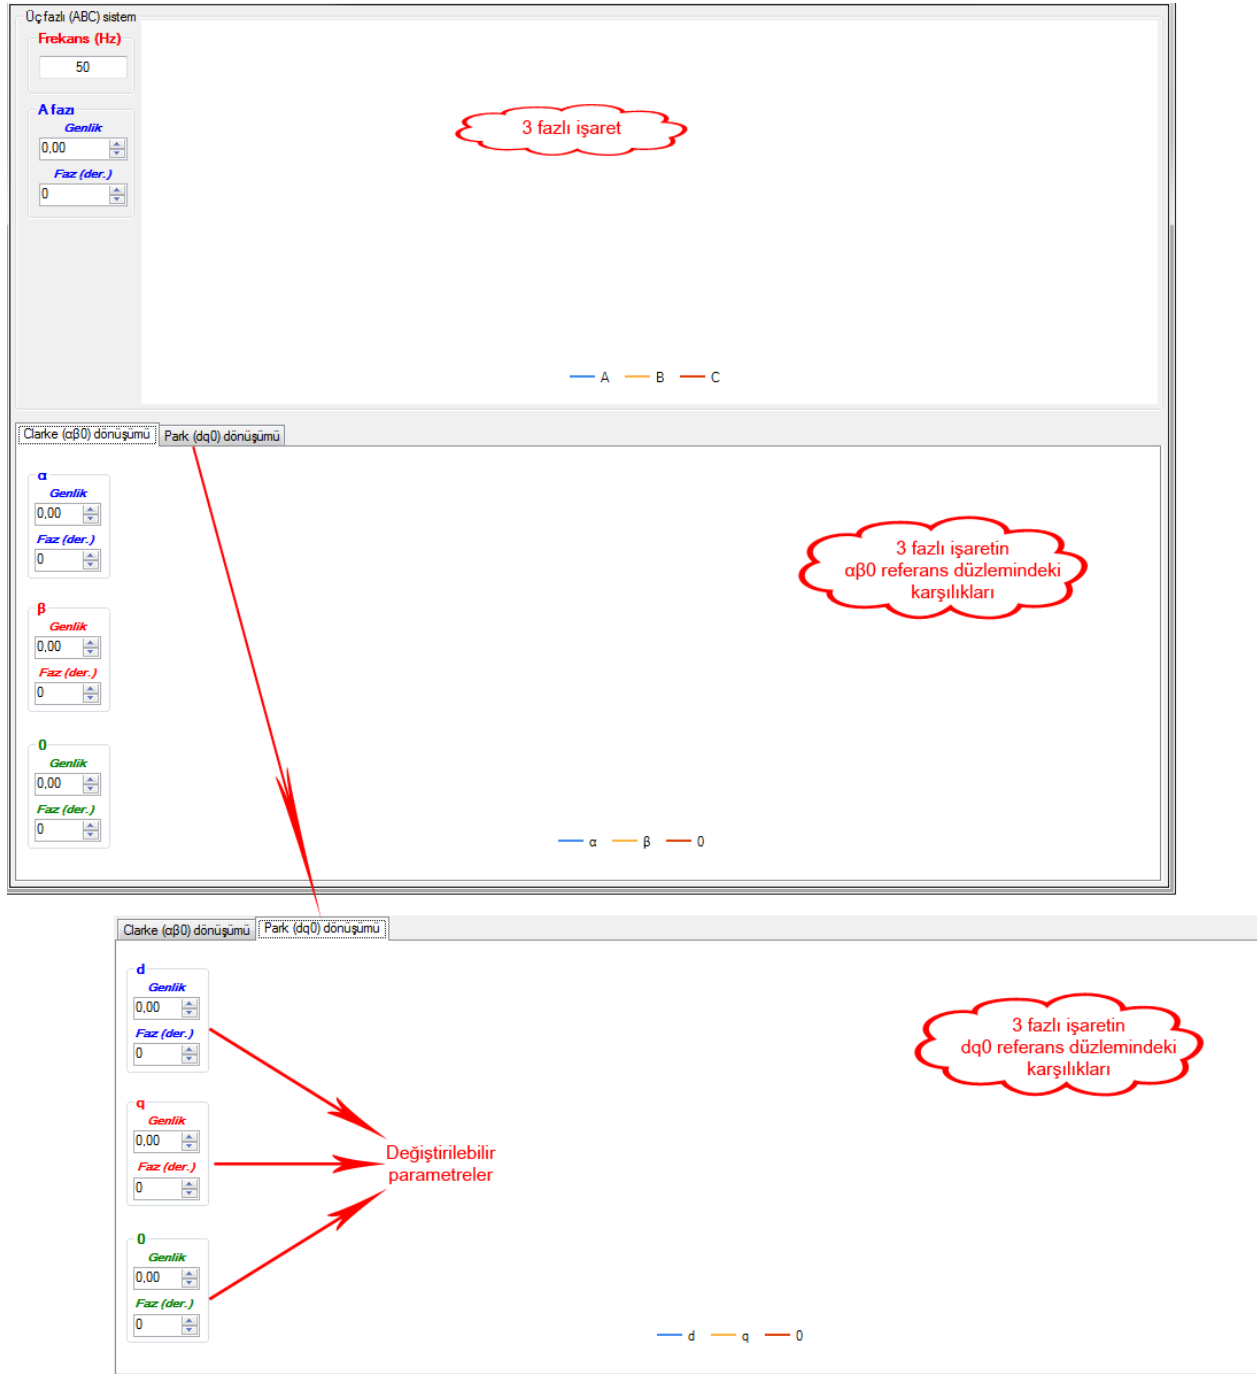 Üç fazlı (ABC) sistem
Frekans (Hz)
50
A fazı
Genlik
0,00
Faz (der.)
0
3 fazlı işaret
A B C
Clarke (αβ0) dönüşümü Park (dq0) dönüşümü
α
Genlik
0,00
Faz (der.)
0
β
Genlik
0,00
Faz (der.)
0
0
Genlik
0,00
Faz (der.)
0
3 fazlı işaretin
αβ0 referans düzlemindeki
karşılıkları
α β 0
Clarke (αβ0) dönüşümü Park (dq0) dönüşümü
d
Genlik
0,00
Faz (der.)
0
q
Genlik
0,00
Faz (der.)
0
0
Genlik
0,00
Faz (der.)
0
Değiştirilebilir
parametreler
3 fazlı işaretin
dq0 referans düzlemindeki
karşılıkları
d q 0